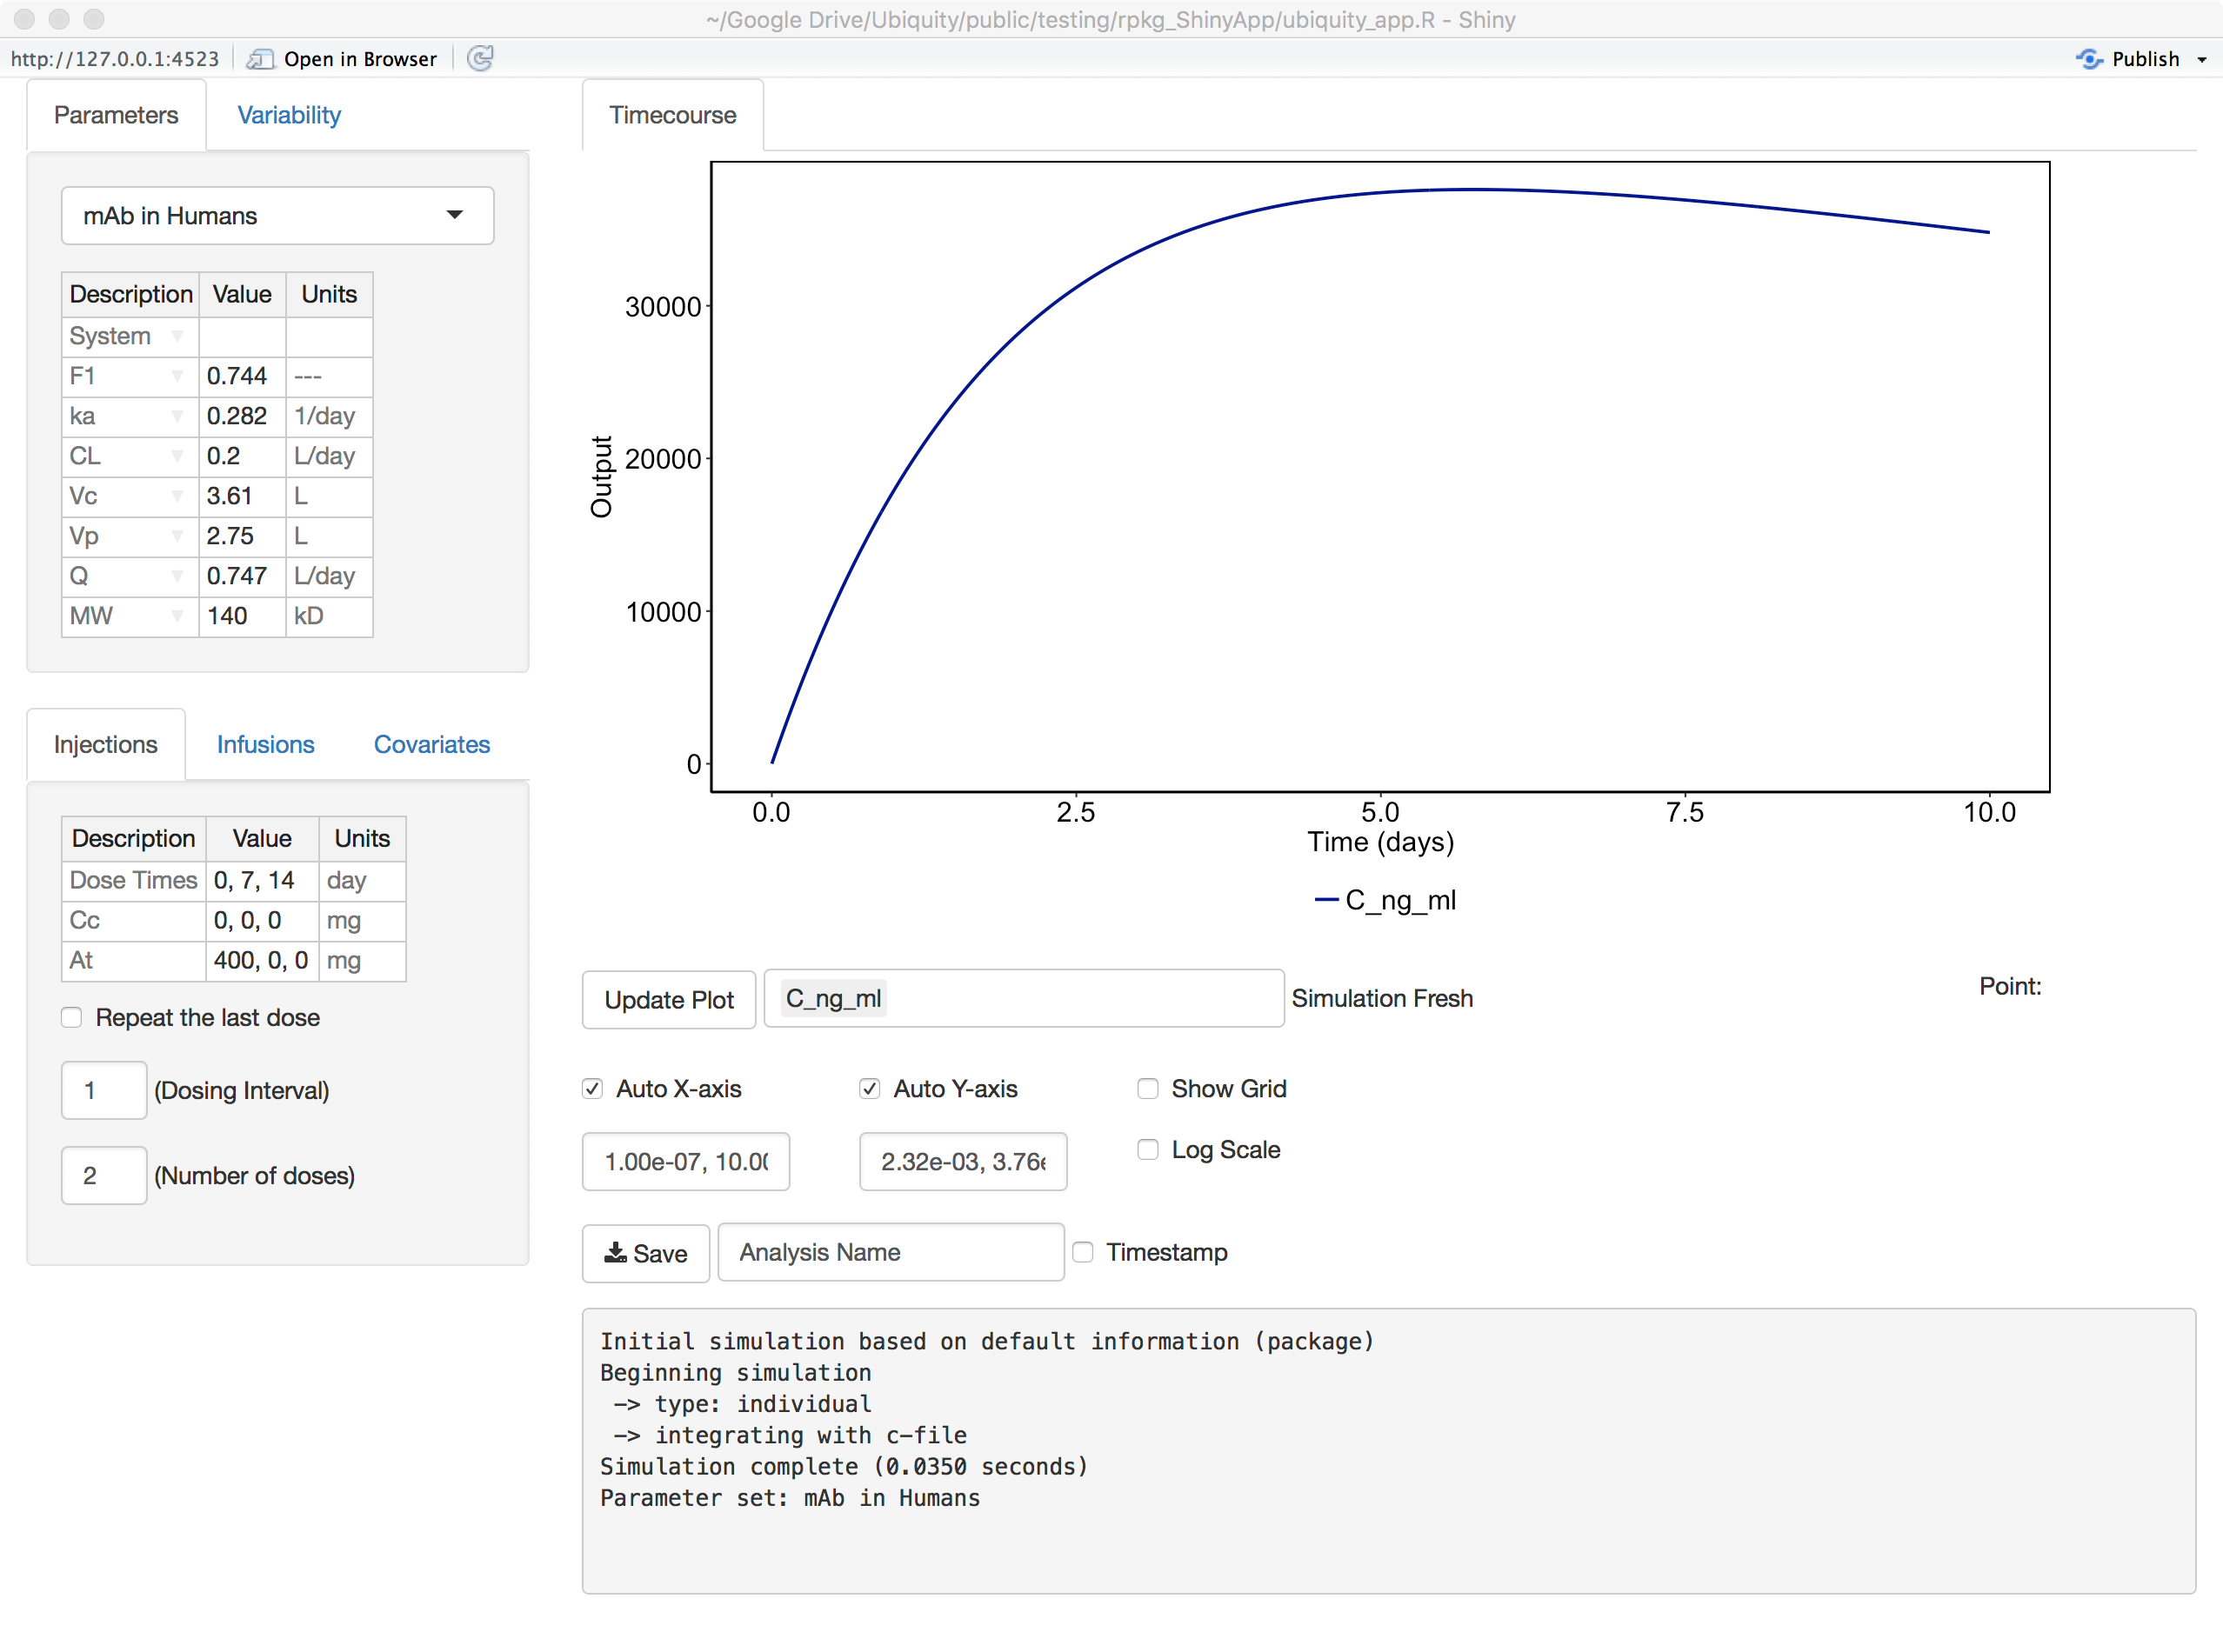 ~/Google Drive/Ubiquity/public/testing/rpkg_ShinyApp/ubiquity_app.R - Shiny
http://127.0.0.1:4523 Open in Browser Publish
Parameters Variability
mAb in Humans
Description Value Units
System
F1 0.744 ---
ka 0.282 1/day
CL 0.2 L/day
Vc 3.61 L
Vp 2.75 L
Q 0.747 L/day
MW 140 kD
Injections Infusions Covariates
Description Value Units
Dose Times 0, 7, 14 day
Cc 0, 0, 0 mg
At 400, 0, 0 mg
Repeat the last dose
1 (Dosing Interval)
2 (Number of doses)
Timecourse
Output
30000
20000
10000
0
0.0 2.5 5.0 7.5 10.0
Time (days)
C_ng_ml
Update Plot C_ng_ml Simulation Fresh Point:
Auto X-axis Auto Y-axis Show Grid
1.00e-07, 10.00 2.32e-03, 3.76e Log Scale
Save Analysis Name Timestamp
Initial simulation based on default information (package)
Beginning simulation
—> type: individual
—> integrating with c-file
Simulation complete (0.0350 seconds)
Parameter set: mAb in Humans